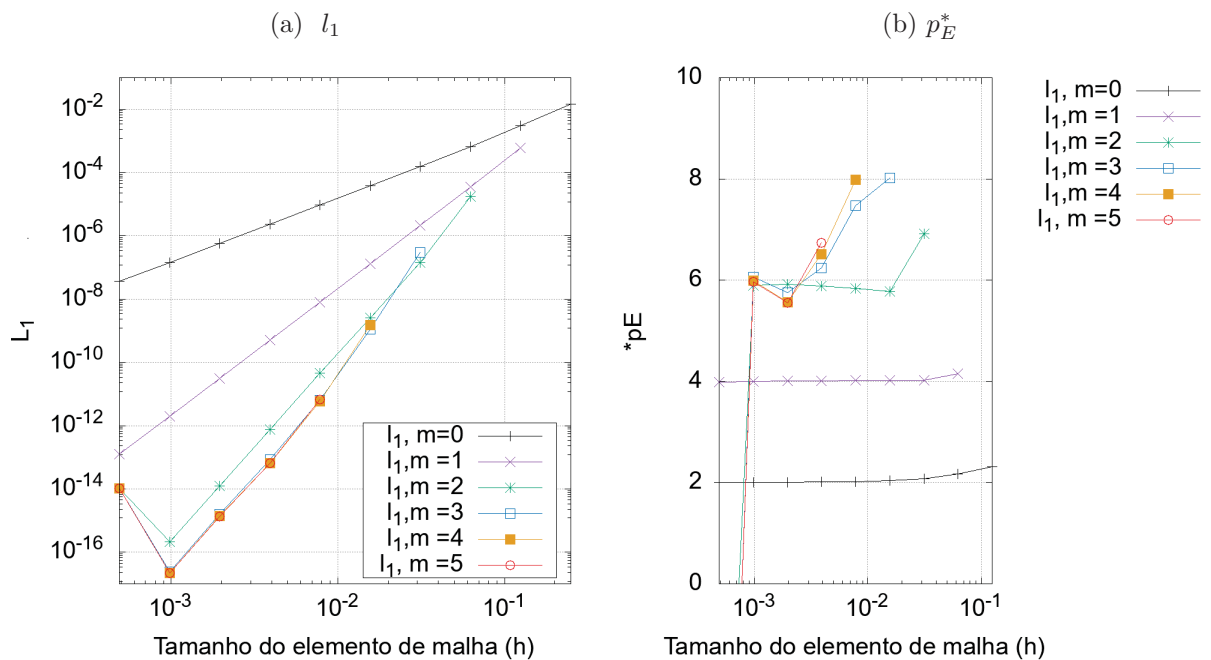 (a) l₁
(b) p*_E
L₁
10⁻²
10⁻⁴
10⁻⁶
10⁻⁸
10⁻¹⁰
10⁻¹²
10⁻¹⁴
10⁻¹⁶
10⁻³
10⁻²
10⁻¹
Tamanho do elemento de malha (h)
l₁, m=0
l₁,m =1
l₁,m =2
l₁,m =3
l₁,m =4
l₁, m =5
*pE
10
8
6
4
2
0
10⁻³
10⁻²
10⁻¹
Tamanho do elemento de malha (h)
l₁, m=0
l₁,m =1
l₁,m =2
l₁,m =3
l₁,m =4
l₁, m =5